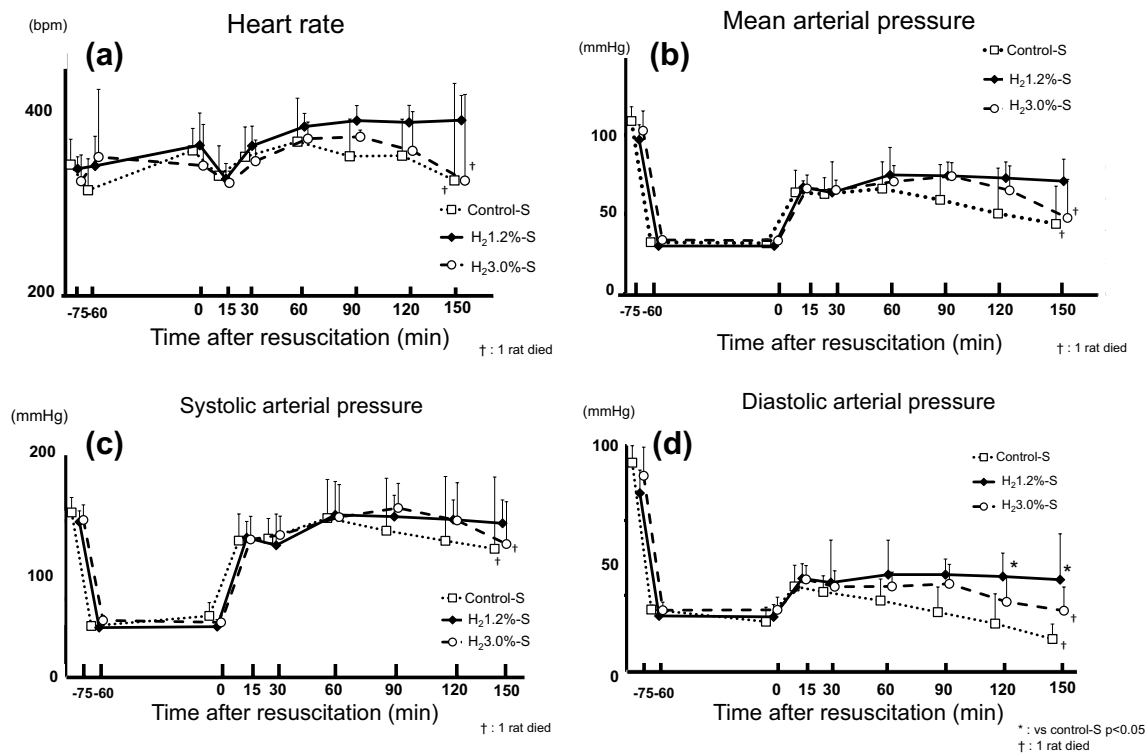 Heart rate
(bpm)
(a)
400
200
Control-S
H₂1.2%-S
H₂3.0%-S
†
†
-75 -60 0 15 30 60 90 120 150
Time after resuscitation (min)
† : 1 rat died
Mean arterial pressure
(mmHg)
(b)
Control-S
H₂1.2%-S
H₂3.0%-S
100
50
0
†
†
-75 -60 0 15 30 60 90 120 150
Time after resuscitation (min)
† : 1 rat died
Systolic arterial pressure
(mmHg)
(c)
200
100
0
†
†
Control-S
H₂1.2%-S
H₂3.0%-S
-75 -60 0 15 30 60 90 120 150
Time after resuscitation (min)
† : 1 rat died
Diastolic arterial pressure
(mmHg)
(d)
100
50
0
Control-S
H₂1.2%-S
H₂3.0%-S
* *
†
†
-75 -60 0 15 30 60 90 120 150
Time after resuscitation (min)
* : vs control-S p<0.05
† : 1 rat died